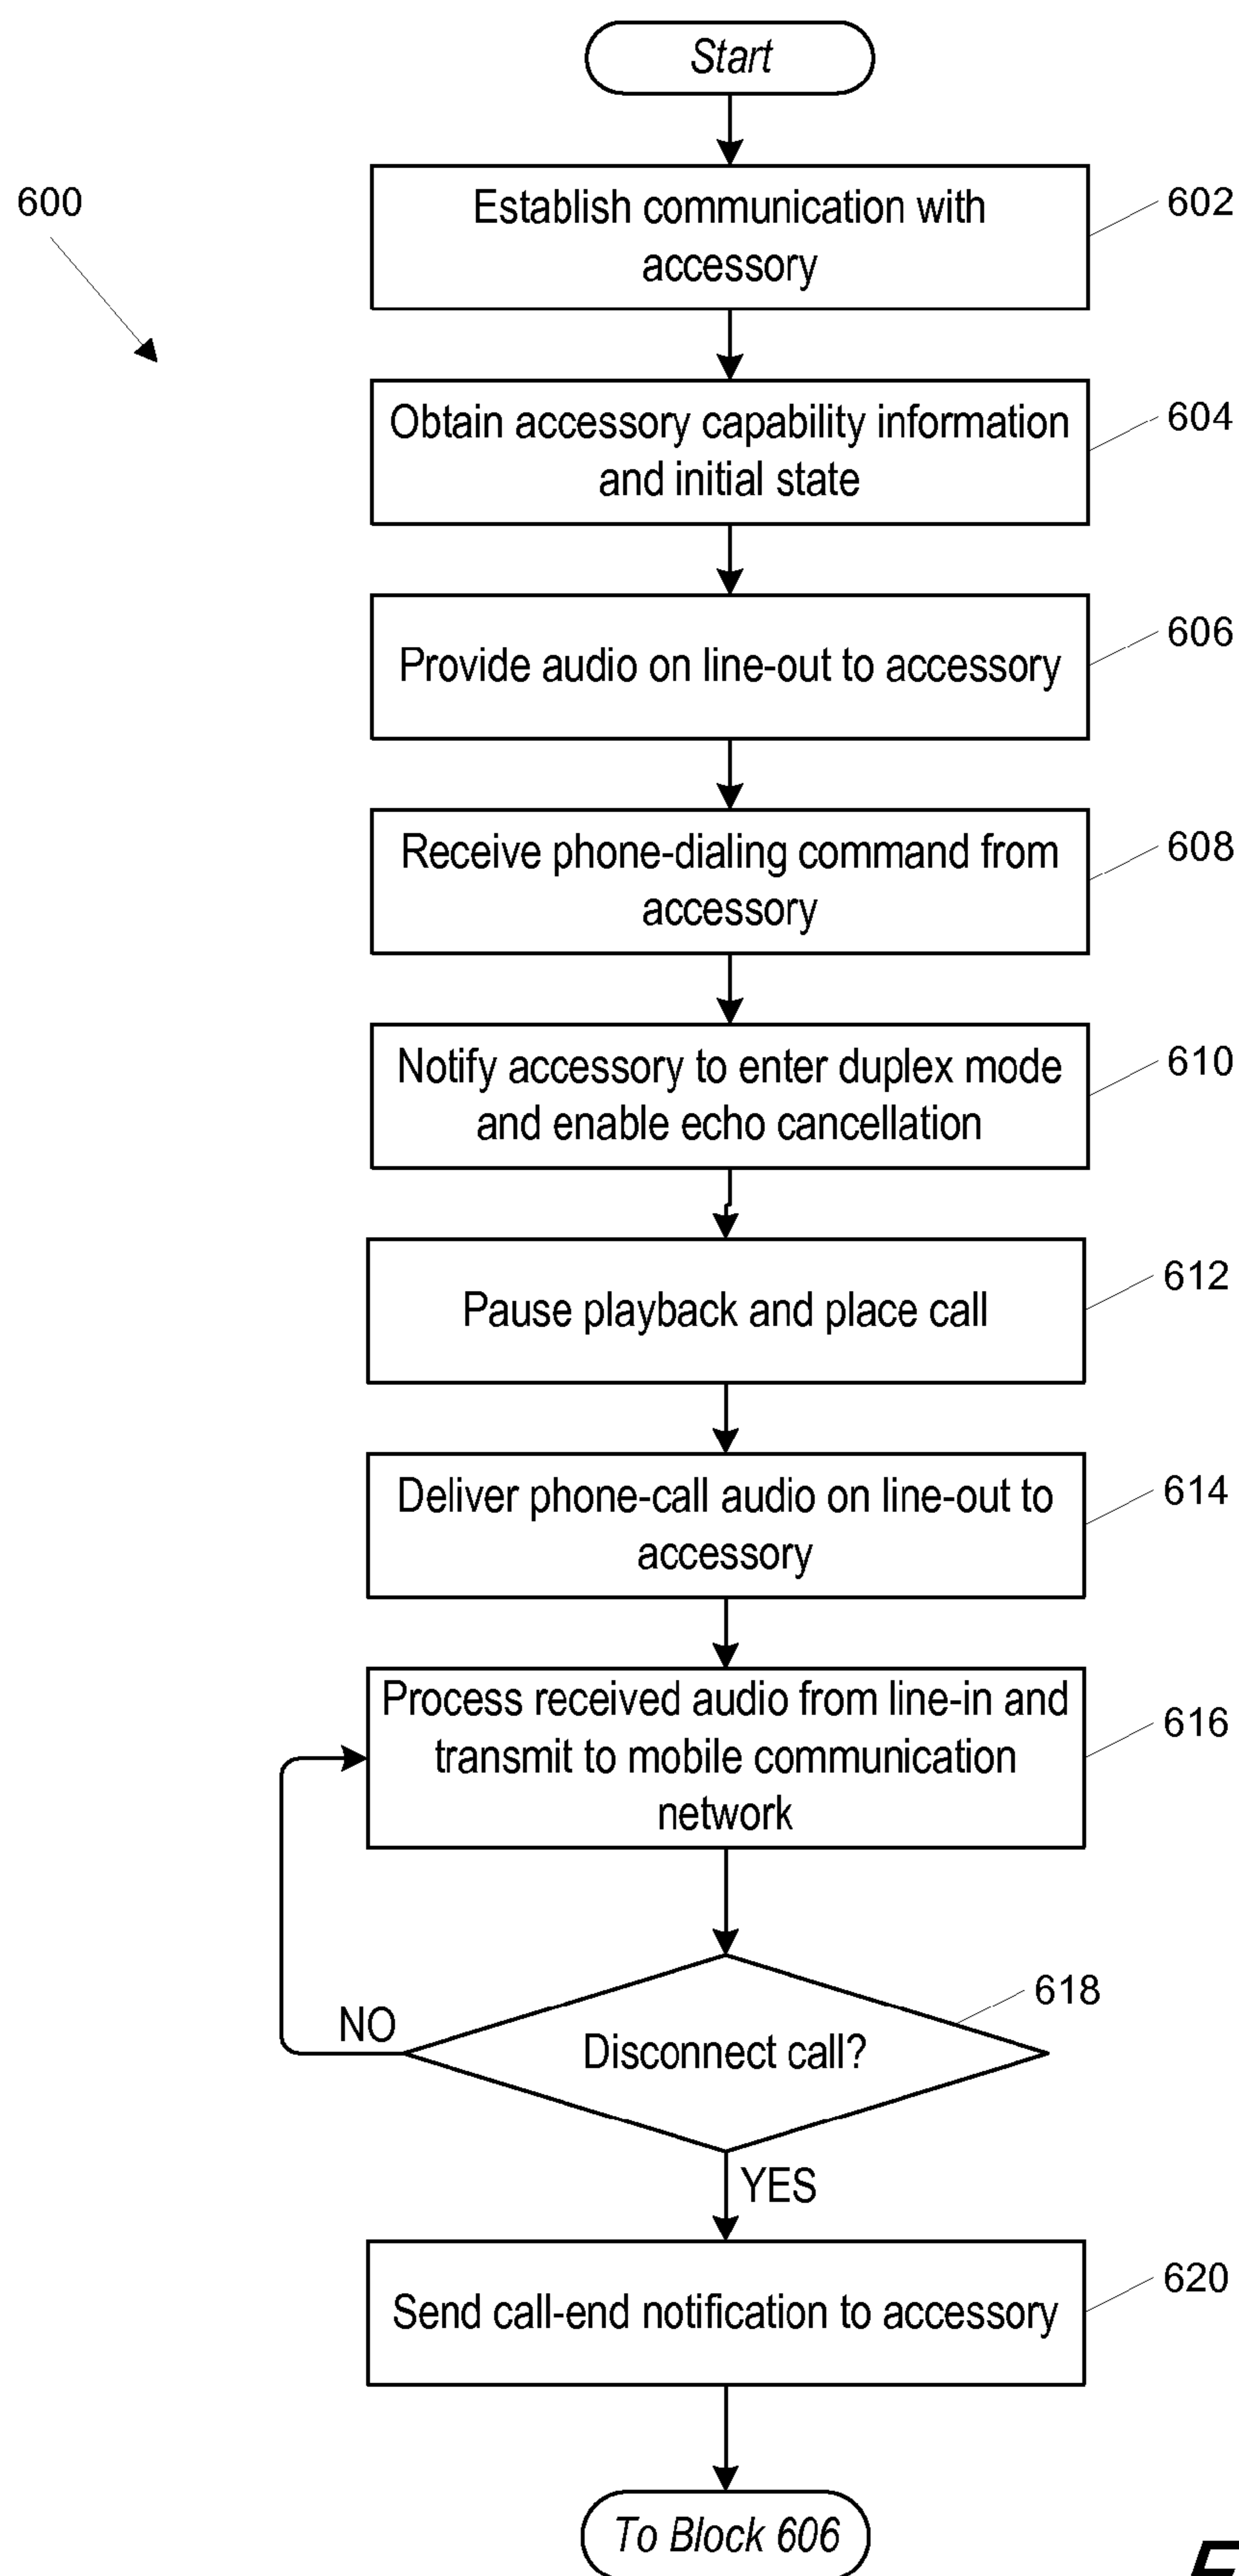 Start
600
Establish communication with
accessory
602
Obtain accessory capability information
and initial state
604
Provide audio on line-out to accessory
606
Receive phone-dialing command from
accessory
608
Notify accessory to enter duplex mode
and enable echo cancellation
610
Pause playback and place call
612
Deliver phone-call audio on line-out to
accessory
614
Process received audio from line-in and
transmit to mobile communication
network
616
Disconnect call?
618
NO
YES
Send call-end notification to accessory
620
To Block 606